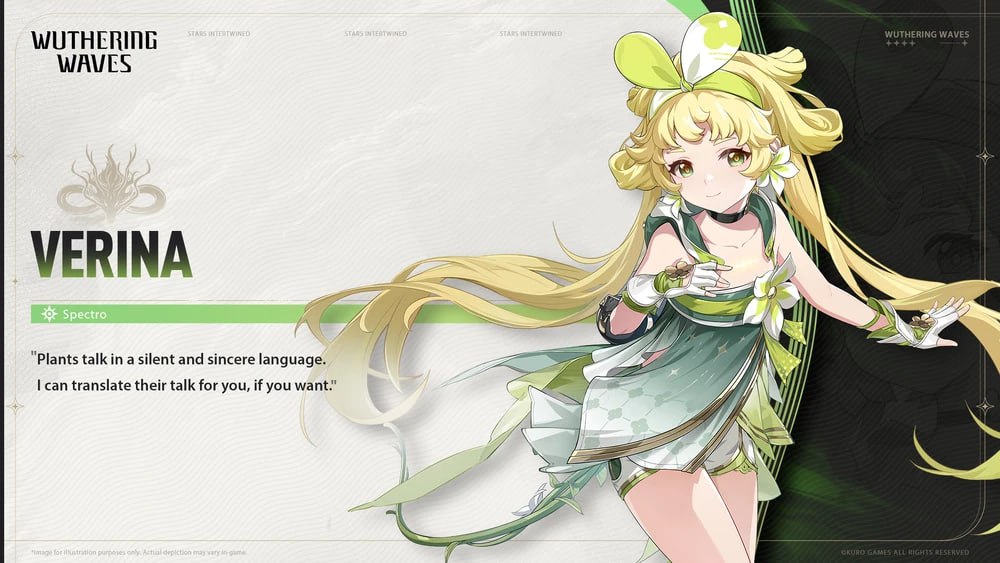 WUTHERING
WAVES
STARS INTERTWINED
STARS INTERTWINED
STARS INTERTWINED
WUTHERING WAVES
VERINA
Spectro
"Plants talk in a silent and sincere language.
I can translate their talk for you, if you want."
*Image for illustration purposes only. Actual depiction may vary in-game.
©KURO GAMES ALL RIGHTS RESERVED